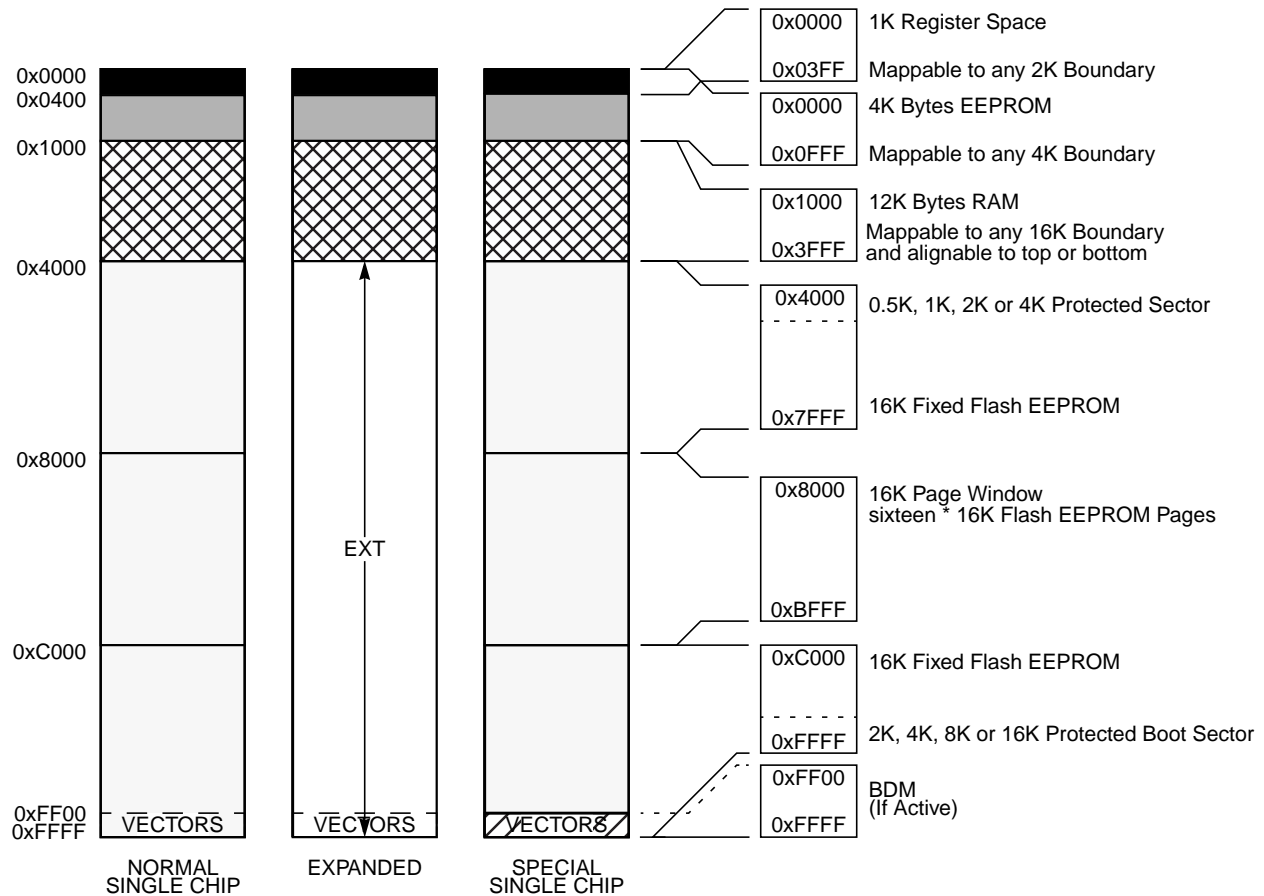 0x0000
0x0400
0x1000
0x4000
0x8000
0xC000
0xFF00
0xFFFF
VECTORS
NORMAL
SINGLE CHIP
EXT
VECTORS
EXPANDED
VECTORS
SPECIAL
SINGLE CHIP
0x0000 1K Register Space
0x03FF Mappable to any 2K Boundary
0x0000 4K Bytes EEPROM
0x0FFF Mappable to any 4K Boundary
0x1000 12K Bytes RAM
Mappable to any 16K Boundary
0x3FFF and alignable to top or bottom
0x4000 0.5K, 1K, 2K or 4K Protected Sector
0x7FFF 16K Fixed Flash EEPROM
0x8000 16K Page Window
sixteen * 16K Flash EEPROM Pages
0xBFFF
0xC000 16K Fixed Flash EEPROM
0xFFFF 2K, 4K, 8K or 16K Protected Boot Sector
0xFF00 BDM
(If Active)
0xFFFF